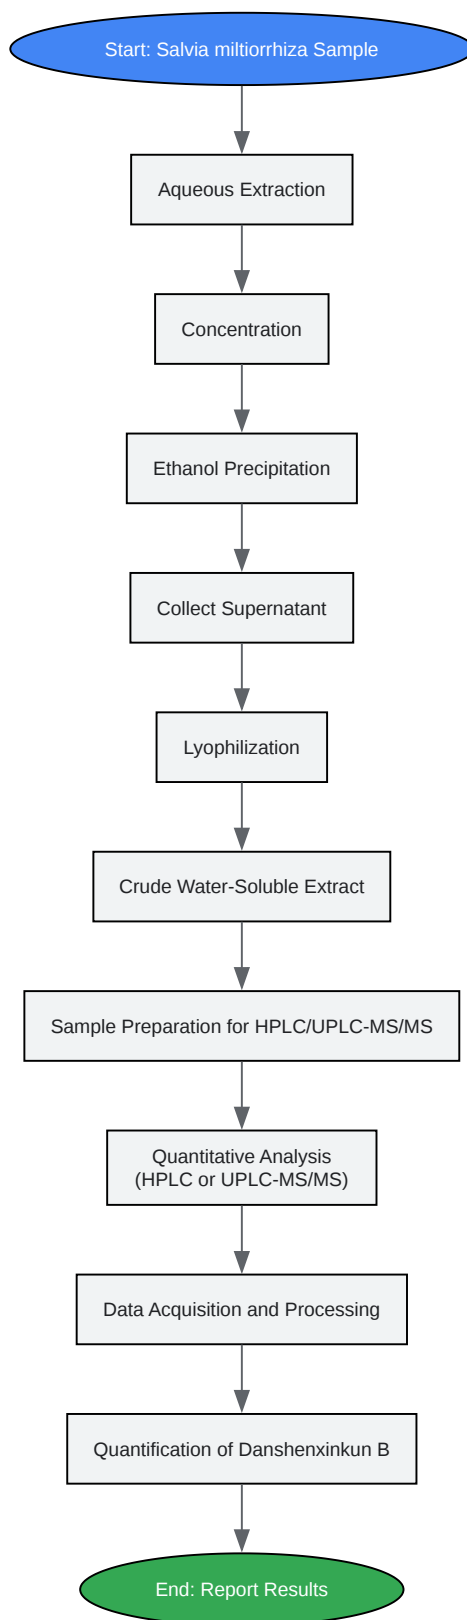 Start: Salvia miltiorrhiza Sample
Aqueous Extraction
Concentration
Ethanol Precipitation
Collect Supernatant
Lyophilization
Crude Water-Soluble Extract
Sample Preparation for HPLC/UPLC-MS/MS
Quantitative Analysis
(HPLC or UPLC-MS/MS)
Data Acquisition and Processing
Quantification of Danshenxinkun B
End: Report Results